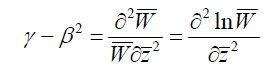 γ − β² = ∂²W̅ / W̅∂z̅² = ∂² ln W̅ / ∂z̅²